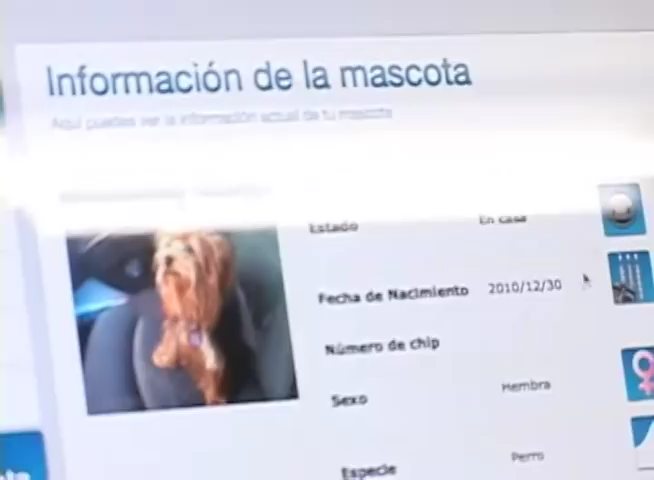 Información de la mascota
Aquí puedes ver la información actual de tu mascota
Estado En casa
Fecha de Nacimiento 2010/12/30
Número de chip
Sexo Hembra
Especie Perro